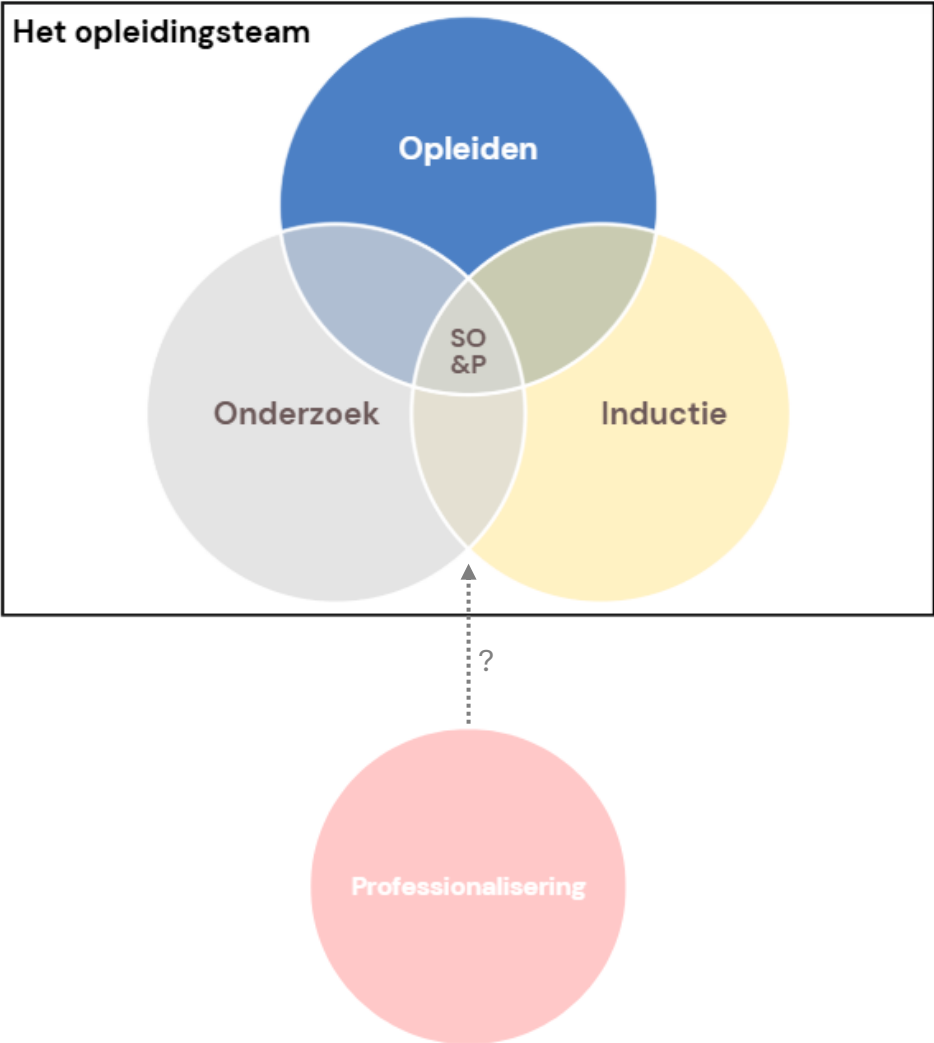 Het opleidingsteam
Opleiden
SO
&P
Onderzoek
Inductie
?
Professionalisering